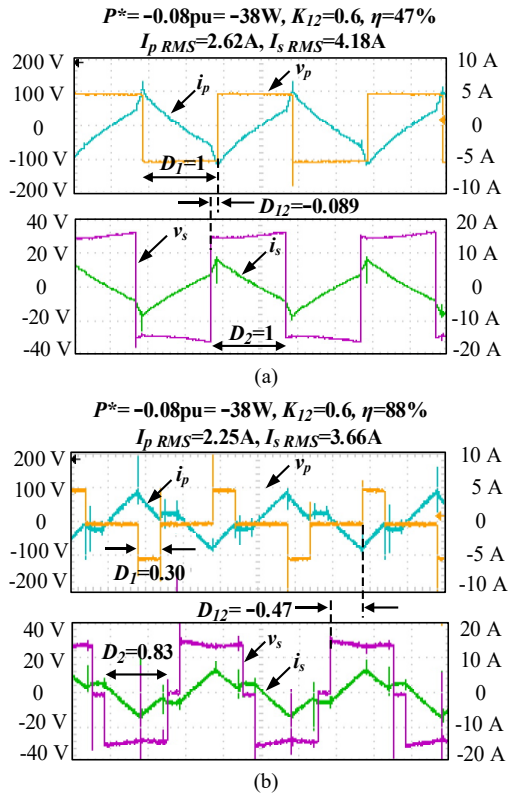 P*= −0.08pu= −38W, K12=0.6, η=47%
Ip RMS=2.62A, Is RMS=4.18A
200 V
100 V
0
-100 V
-200 V
ip
vp
D1=1
10 A
5 A
0
-5 A
-10 A
D12=−0.089
40 V
20 V
0
-20 V
-40 V
vs
is
D2=1
20 A
10 A
0
-10 A
-20 A
(a)
P*= −0.08pu= −38W, K12=0.6, η=88%
Ip RMS=2.25A, Is RMS=3.66A
200 V
100 V
0
-100 V
-200 V
ip
vp
D1=0.30
10 A
5 A
0
-5 A
-10 A
D12= −0.47
40 V
20 V
0
-20 V
-40 V
D2=0.83
vs
is
20 A
10 A
0
-10 A
-20 A
(b)